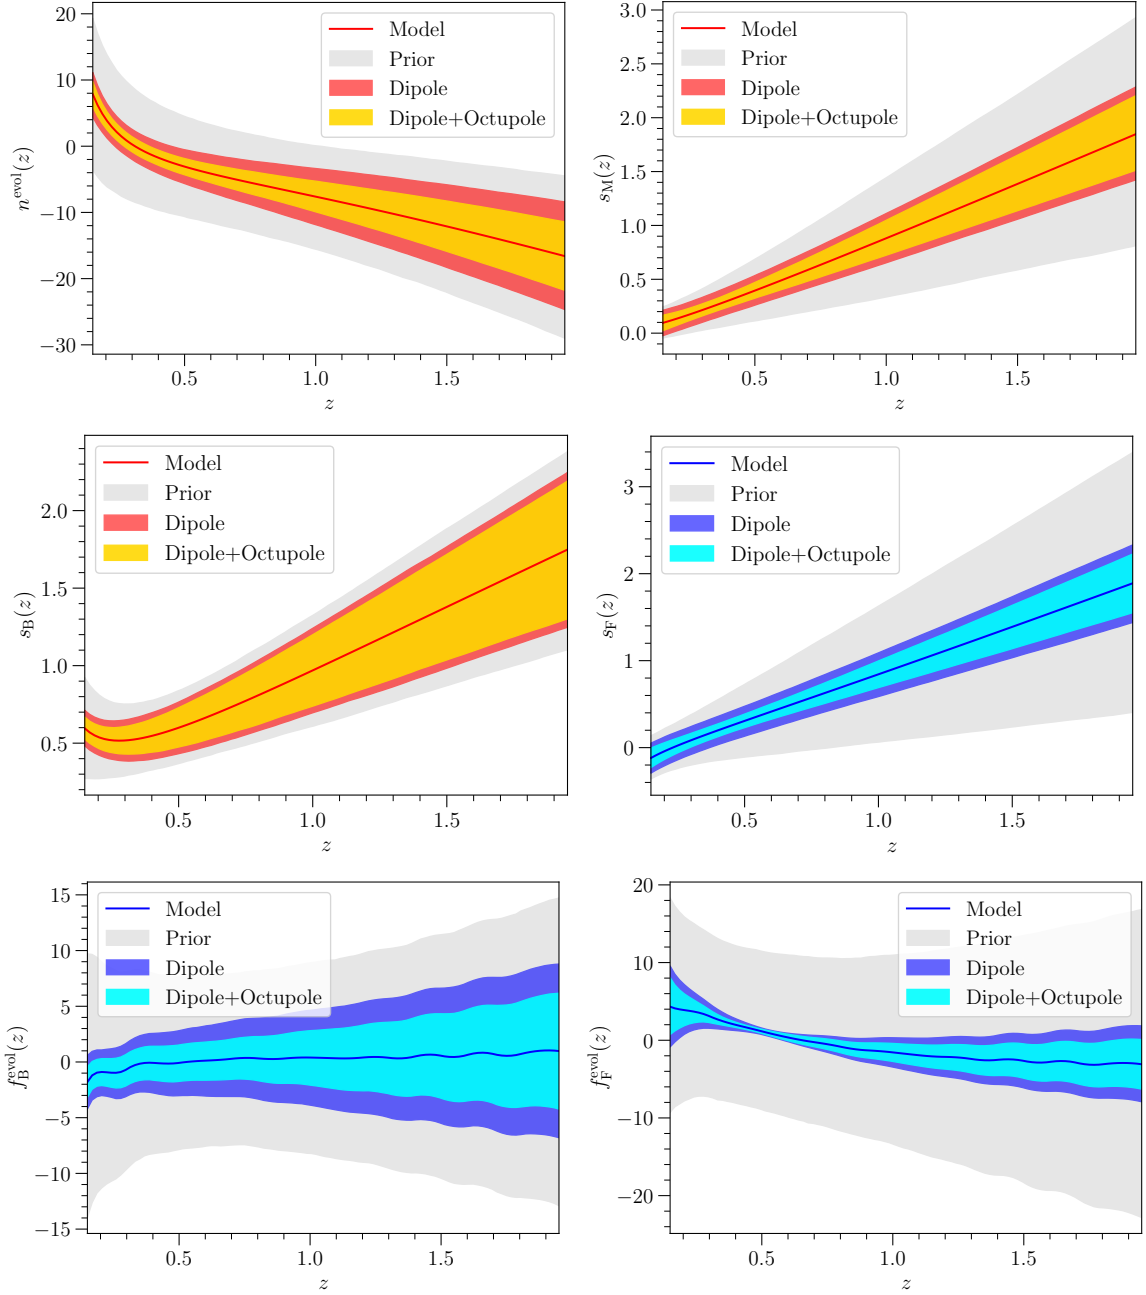 20
10
0
−10
−20
−30
n^evol(z)
Model
Prior
Dipole
Dipole+Octupole
0.5 1.0 1.5
z
3.0
2.5
2.0
1.5
1.0
0.5
0.0
s_M(z)
Model
Prior
Dipole
Dipole+Octupole
0.5 1.0 1.5
z
2.0
1.5
1.0
0.5
s_B(z)
Model
Prior
Dipole
Dipole+Octupole
0.5 1.0 1.5
z
3
2
1
0
s_F(z)
Model
Prior
Dipole
Dipole+Octupole
0.5 1.0 1.5
z
15
10
5
0
−5
−10
−15
f_B^evol(z)
Model
Prior
Dipole
Dipole+Octupole
0.5 1.0 1.5
z
20
10
0
−10
−20
f_F^evol(z)
Model
Prior
Dipole
Dipole+Octupole
0.5 1.0 1.5
z